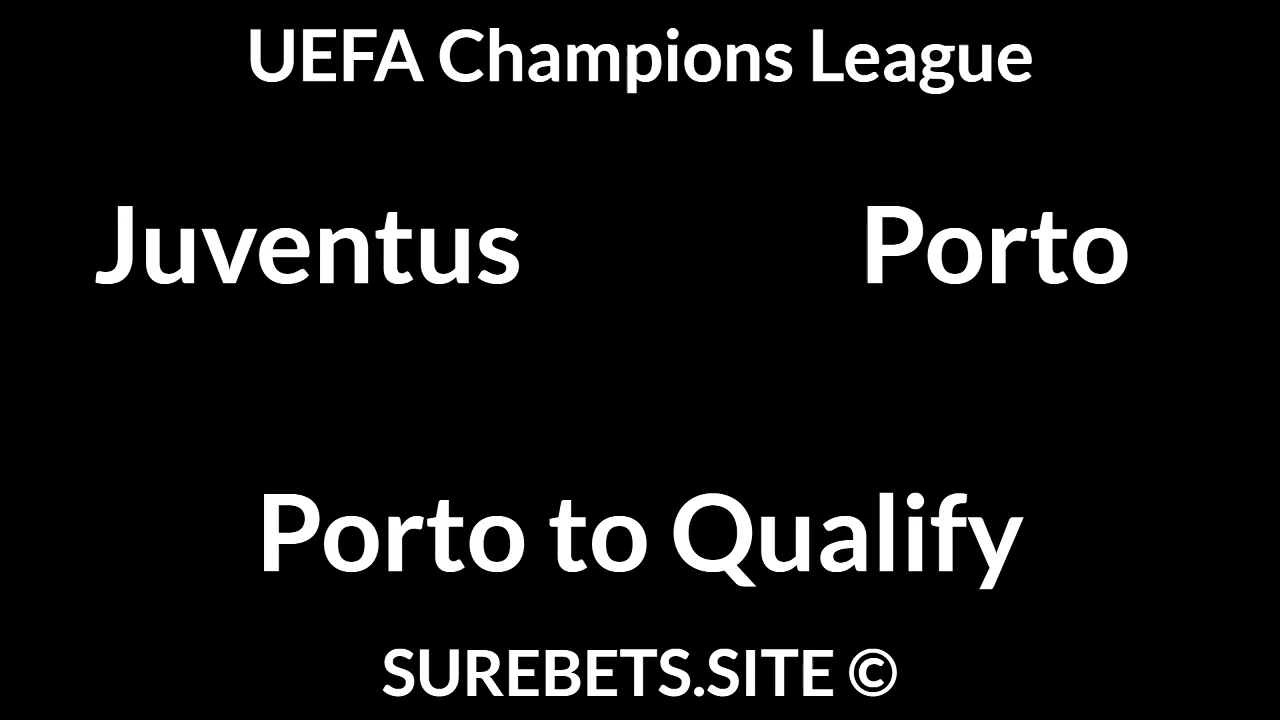 UEFA Champions League
Juventus Porto
Porto to Qualify
SUREBETS.SITE ©